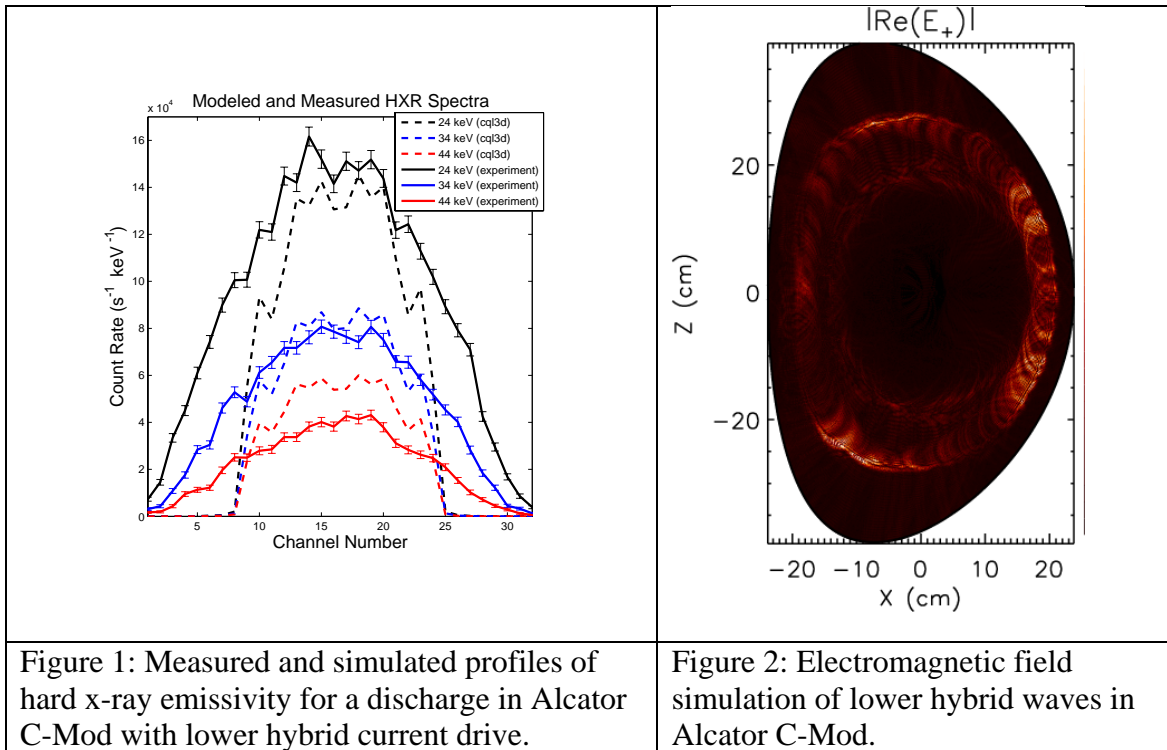 Modeled and Measured HXR Spectra
x 10⁴
24 keV (cql3d)
34 keV (cql3d)
44 keV (cql3d)
24 keV (experiment)
34 keV (experiment)
44 keV (experiment)
16
14
12
10
8
6
4
2
0
Count Rate (s⁻¹ keV⁻¹)
5 10 15 20 25 30
Channel Number
|Re(E₊)|
20
0
−20
Z (cm)
−20 −10 0 10 20
X (cm)
Figure 1: Measured and simulated profiles of
hard x-ray emissivity for a discharge in Alcator
C-Mod with lower hybrid current drive.
Figure 2: Electromagnetic field
simulation of lower hybrid waves in
Alcator C-Mod.